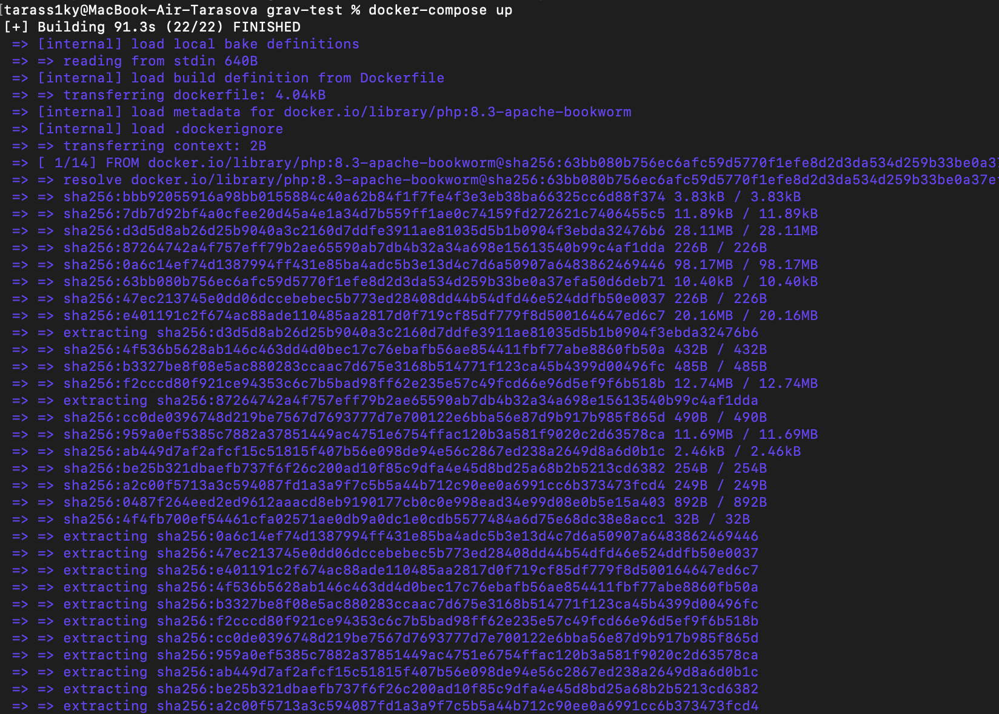 tarass1ky@MacBook-Air-Tarasova grav-test % docker-compose up
[+] Building 91.3s (22/22) FINISHED
=> [internal] load local bake definitions
=> => reading from stdin 640B
=> [internal] load build definition from Dockerfile
=> => transferring dockerfile: 4.04kB
=> [internal] load metadata for docker.io/library/php:8.3-apache-bookworm
=> [internal] load .dockerignore
=> => transferring context: 2B
=> [ 1/14] FROM docker.io/library/php:8.3-apache-bookworm@sha256:63bb080b756ec6afc59d5770f1efe8d2d3da534d259b33be0a37
=> => resolve docker.io/library/php:8.3-apache-bookworm@sha256:63bb080b756ec6afc59d5770f1efe8d2d3da534d259b33be0a37ef
=> => sha256:bbb92055916a98bb0155884c40a62b84f1f7fe4f3e3eb38ba66325cc6d88f374 3.83kB / 3.83kB
=> => sha256:7db7d92bf4a0cfee20d45a4e1a34d7b559ff1ae0c74159fd272621c7406455c5 11.89kB / 11.89kB
=> => sha256:d3d5d8ab26d25b9040a3c2160d7ddfe3911ae81035d5b1b0904f3ebda32476b6 28.11MB / 28.11MB
=> => sha256:87264742a4f757eff79b2ae65590ab7db4b32a34a698e15613540b99c4af1dda 226B / 226B
=> => sha256:0a6c14ef74d1387994ff431e85ba4adc5b3e13d4c7d6a50907a6483862469446 98.17MB / 98.17MB
=> => sha256:63bb080b756ec6afc59d5770f1efe8d2d3da534d259b33be0a37efa50d6deb71 10.40kB / 10.40kB
=> => sha256:47ec213745e0dd06dccebebec5b773ed28408dd44b54dfd46e524ddfb50e0037 226B / 226B
=> => sha256:e401191c2f674ac88ade110485aa2817d0f719cf85df779f8d500164647ed6c7 20.16MB / 20.16MB
=> => extracting sha256:d3d5d8ab26d25b9040a3c2160d7ddfe3911ae81035d5b1b0904f3ebda32476b6
=> => sha256:4f536b5628ab146c463dd4d0bec17c76ebafb56ae854411fbf77abe8860fb50a 432B / 432B
=> => sha256:b3327be8f08e5ac880283ccaac7d675e3168b514771f123ca45b4399d00496fc 485B / 485B
=> => sha256:f2cccd80f921ce94353c6c7b5bad98ff62e235e57c49fcd66e96d5ef9f6b518b 12.74MB / 12.74MB
=> => extracting sha256:87264742a4f757eff79b2ae65590ab7db4b32a34a698e15613540b99c4af1dda
=> => sha256:cc0de0396748d219be7567d7693777d7e700122e6bba56e87d9b917b985f865d 490B / 490B
=> => sha256:959a0ef5385c7882a37851449ac4751e6754ffac120b3a581f9020c2d63578ca 11.69MB / 11.69MB
=> => sha256:ab449d7af2afcf15c51815f407b56e098de94e56c2867ed238a2649d8a6d0b1c 2.46kB / 2.46kB
=> => sha256:be25b321dbaefb737f6f26c200ad10f85c9dfa4e45d8bd25a68b2b5213cd6382 254B / 254B
=> => sha256:a2c00f5713a3c594087fd1a3a9f7c5b5a44b712c90ee0a6991cc6b373473fcd4 249B / 249B
=> => sha256:0487f264eed2ed9612aaacd8eb9190177cb0c0e998ead34e99d08e0b5e15a403 892B / 892B
=> => sha256:4f4fb700ef54461cfa02571ae0db9a0dc1e0cdb5577484a6d75e68dc38e8acc1 32B / 32B
=> => extracting sha256:0a6c14ef74d1387994ff431e85ba4adc5b3e13d4c7d6a50907a6483862469446
=> => extracting sha256:47ec213745e0dd06dccebebec5b773ed28408dd44b54dfd46e524ddfb50e0037
=> => extracting sha256:e401191c2f674ac88ade110485aa2817d0f719cf85df779f8d500164647ed6c7
=> => extracting sha256:4f536b5628ab146c463dd4d0bec17c76ebafb56ae854411fbf77abe8860fb50a
=> => extracting sha256:b3327be8f08e5ac880283ccaac7d675e3168b514771f123ca45b4399d00496fc
=> => extracting sha256:f2cccd80f921ce94353c6c7b5bad98ff62e235e57c49fcd66e96d5ef9f6b518b
=> => extracting sha256:cc0de0396748d219be7567d7693777d7e700122e6bba56e87d9b917b985f865d
=> => extracting sha256:959a0ef5385c7882a37851449ac4751e6754ffac120b3a581f9020c2d63578ca
=> => extracting sha256:ab449d7af2afcf15c51815f407b56e098de94e56c2867ed238a2649d8a6d0b1c
=> => extracting sha256:be25b321dbaefb737f6f26c200ad10f85c9dfa4e45d8bd25a68b2b5213cd6382
=> => extracting sha256:a2c00f5713a3c594087fd1a3a9f7c5b5a44b712c90ee0a6991cc6b373473fcd4